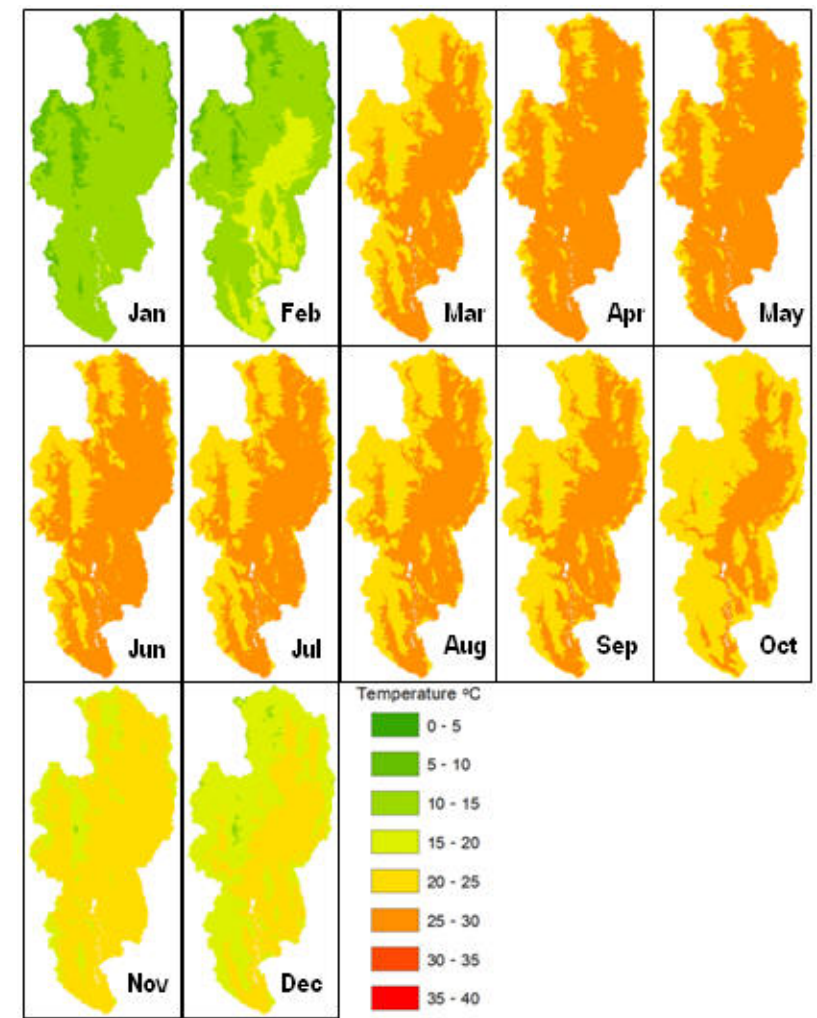 Jan
Feb
Mar
Apr
May
Jun
Jul
Aug
Sep
Oct
Nov
Dec
Temperature ºC
0 - 5
5 - 10
10 - 15
15 - 20
20 - 25
25 - 30
30 - 35
35 - 40